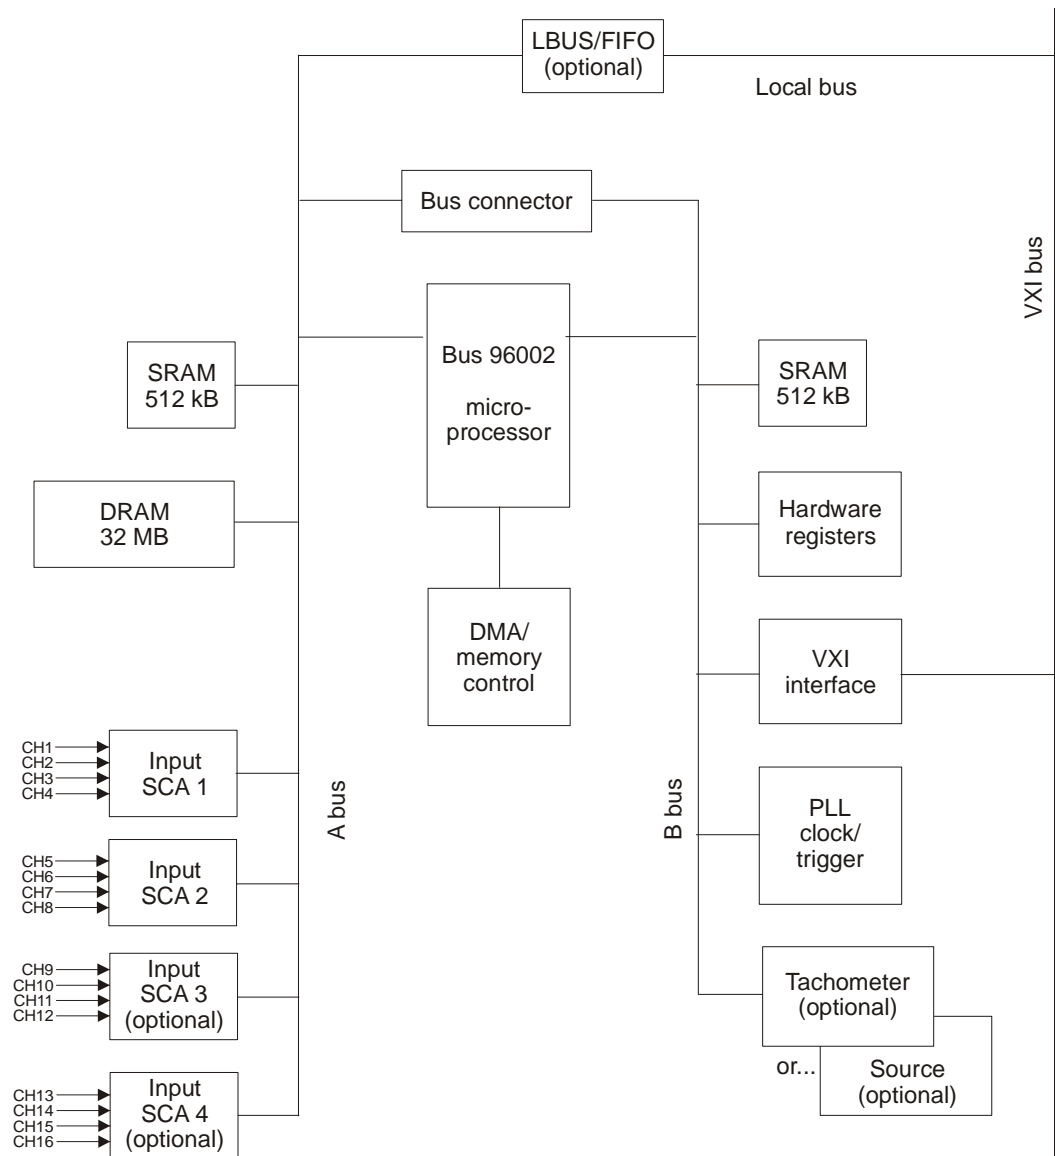 LBUS/FIFO
(optional)
Local bus
Bus connector
VXI bus
Bus 96002
micro-
processor
SRAM
512 kB
SRAM
512 kB
DRAM
32 MB
Hardware
registers
DMA/
memory
control
VXI
interface
CH1
CH2
CH3
CH4
Input
SCA 1
A bus
B bus
PLL
clock/
trigger
CH5
CH6
CH7
CH8
Input
SCA 2
CH9
CH10
CH11
CH12
Input
SCA 3
(optional)
Tachometer
(optional)
or...
Source
(optional)
CH13
CH14
CH15
CH16
Input
SCA 4
(optional)